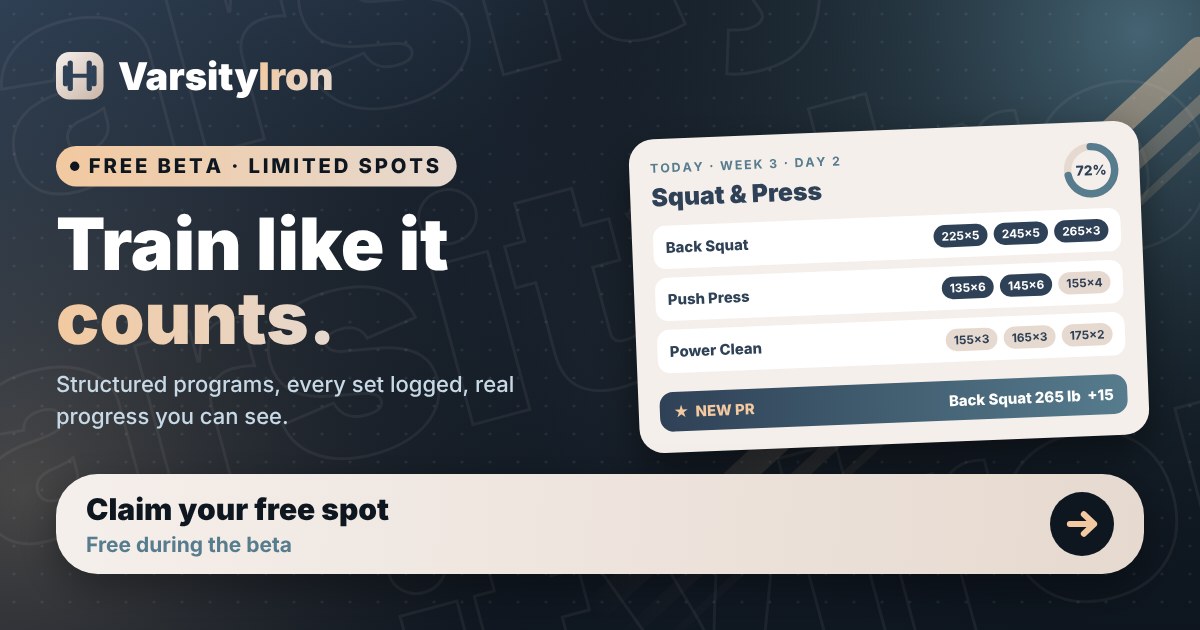 VarsityIron
• FREE BETA · LIMITED SPOTS
Train like it
counts.
Structured programs, every set logged, real
progress you can see.
TODAY · WEEK 3 · DAY 2
Squat & Press
72%
Back Squat 225×5 245×5 265×3
Push Press 135×6 145×6 155×4
Power Clean 155×3 165×3 175×2
★ NEW PR Back Squat 265 lb +15
Claim your free spot
Free during the beta